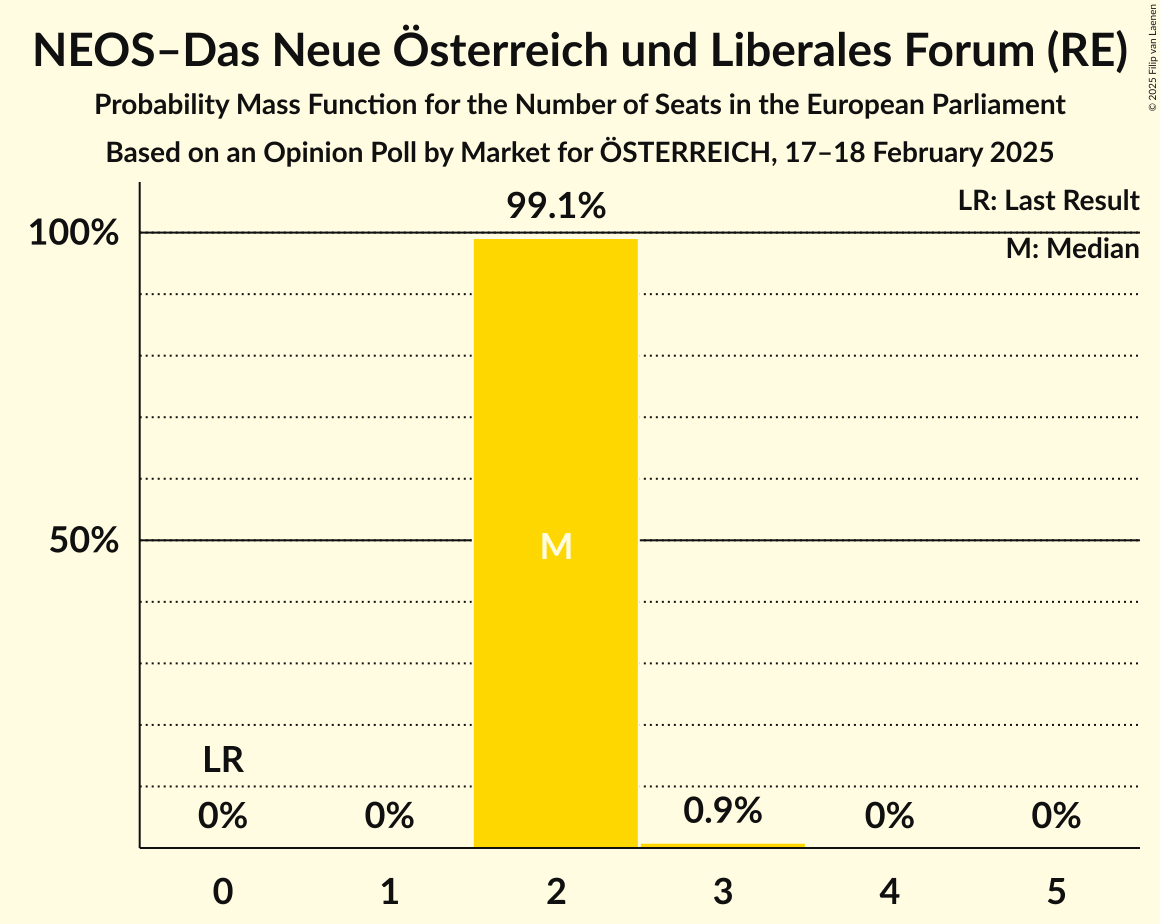 NEOS–Das Neue Österreich und Liberales Forum (RE)
Probability Mass Function for the Number of Seats in the European Parliament
Based on an Opinion Poll by Market for ÖSTERREICH, 17–18 February 2025
© 2025 Filip van Laenen
LR: Last Result
M: Median
99.1%
100%
50%
M
LR
0%
0%
0.9%
0%
0%
0
1
2
3
4
5